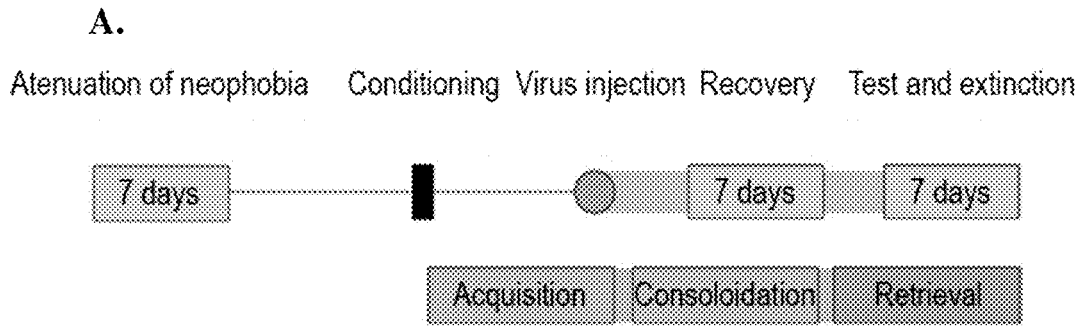 A.
Atenuation of neophobia Conditioning Virus injection Recovery Test and extinction
7 days 7 days 7 days
Acquisition Consoloidation Retrieval